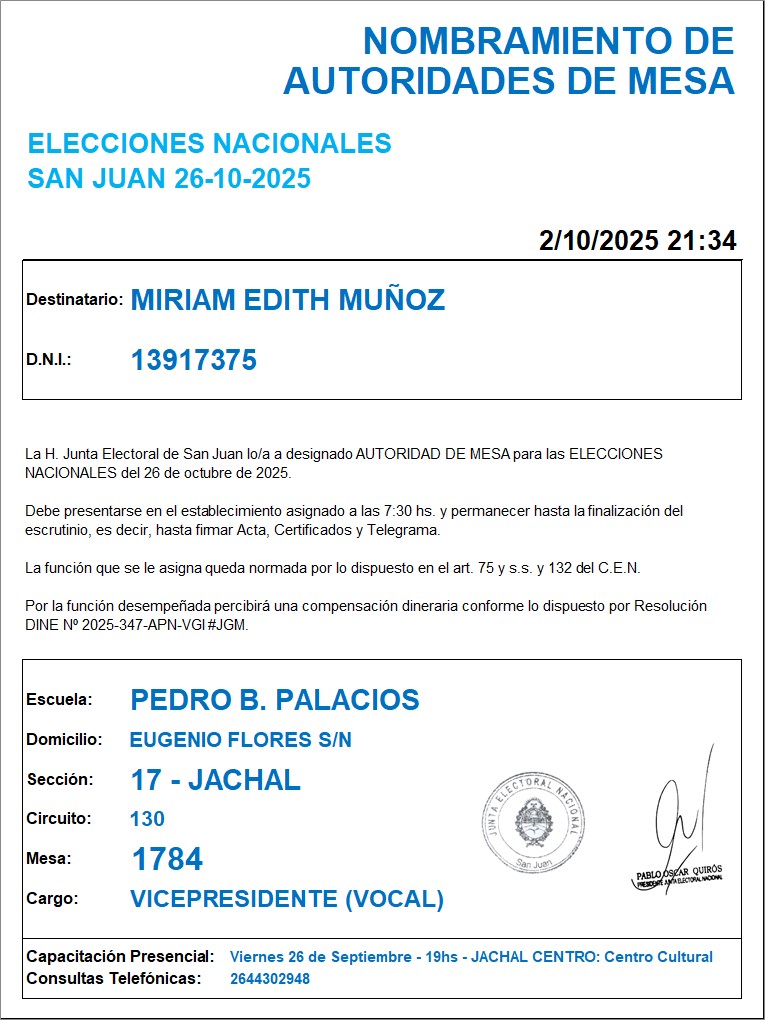 NOMBRAMIENTO DE
AUTORIDADES DE MESA
ELECCIONES NACIONALES
SAN JUAN 26-10-2025
2/10/2025 21:34
Destinatario: MIRIAM EDITH MUÑOZ
D.N.I.: 13917375
La H. Junta Electoral de San Juan lo/a a designado AUTORIDAD DE MESA para las ELECCIONES
NACIONALES del 26 de octubre de 2025.
Debe presentarse en el establecimiento asignado a las 7:30 hs. y permanecer hasta la finalización del
escrutinio, es decir, hasta firmar Acta, Certificados y Telegrama.
La función que se le asigna queda normada por lo dispuesto en el art. 75 y s.s. y 132 del C.E.N.
Por la función desempeñada percibirá una compensación dineraria conforme lo dispuesto por Resolución
DINE Nº 2025-347-APN-VGI#JGM.
Escuela: PEDRO B. PALACIOS
Domicilio: EUGENIO FLORES S/N
Sección: 17 - JACHAL
Circuito: 130
Mesa: 1784
Cargo: VICEPRESIDENTE (VOCAL)
JUNTA ELECTORAL NACIONAL
San Juan
PABLO OSCAR QUIRÓS
PRESIDENTE JUNTA ELECTORAL NACIONAL
Capacitación Presencial: Viernes 26 de Septiembre - 19hs - JACHAL CENTRO: Centro Cultural
Consultas Telefónicas: 2644302948